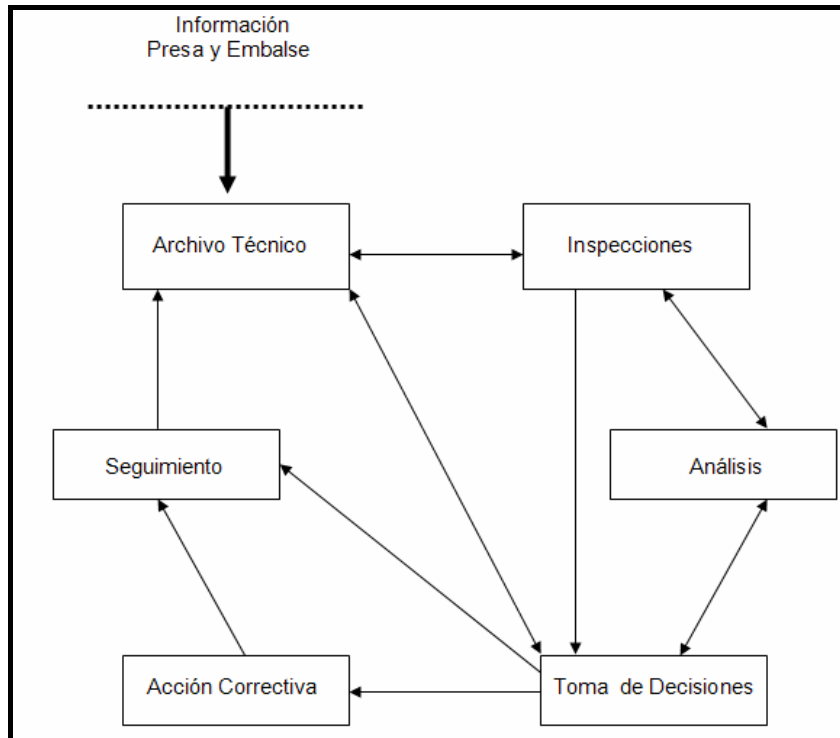 Información
Presa y Embalse
Archivo Técnico
Inspecciones
Seguimiento
Análisis
Acción Correctiva
Toma de Decisiones